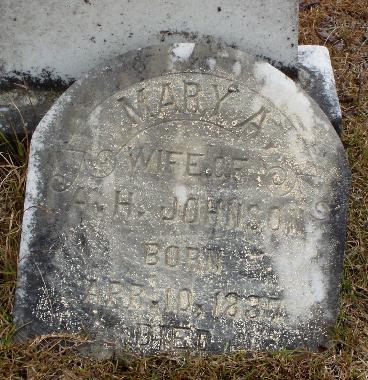 MARY A.
WIFE OF
A. H. JOHNSON
BORN
APR. 10, 1837
DIED